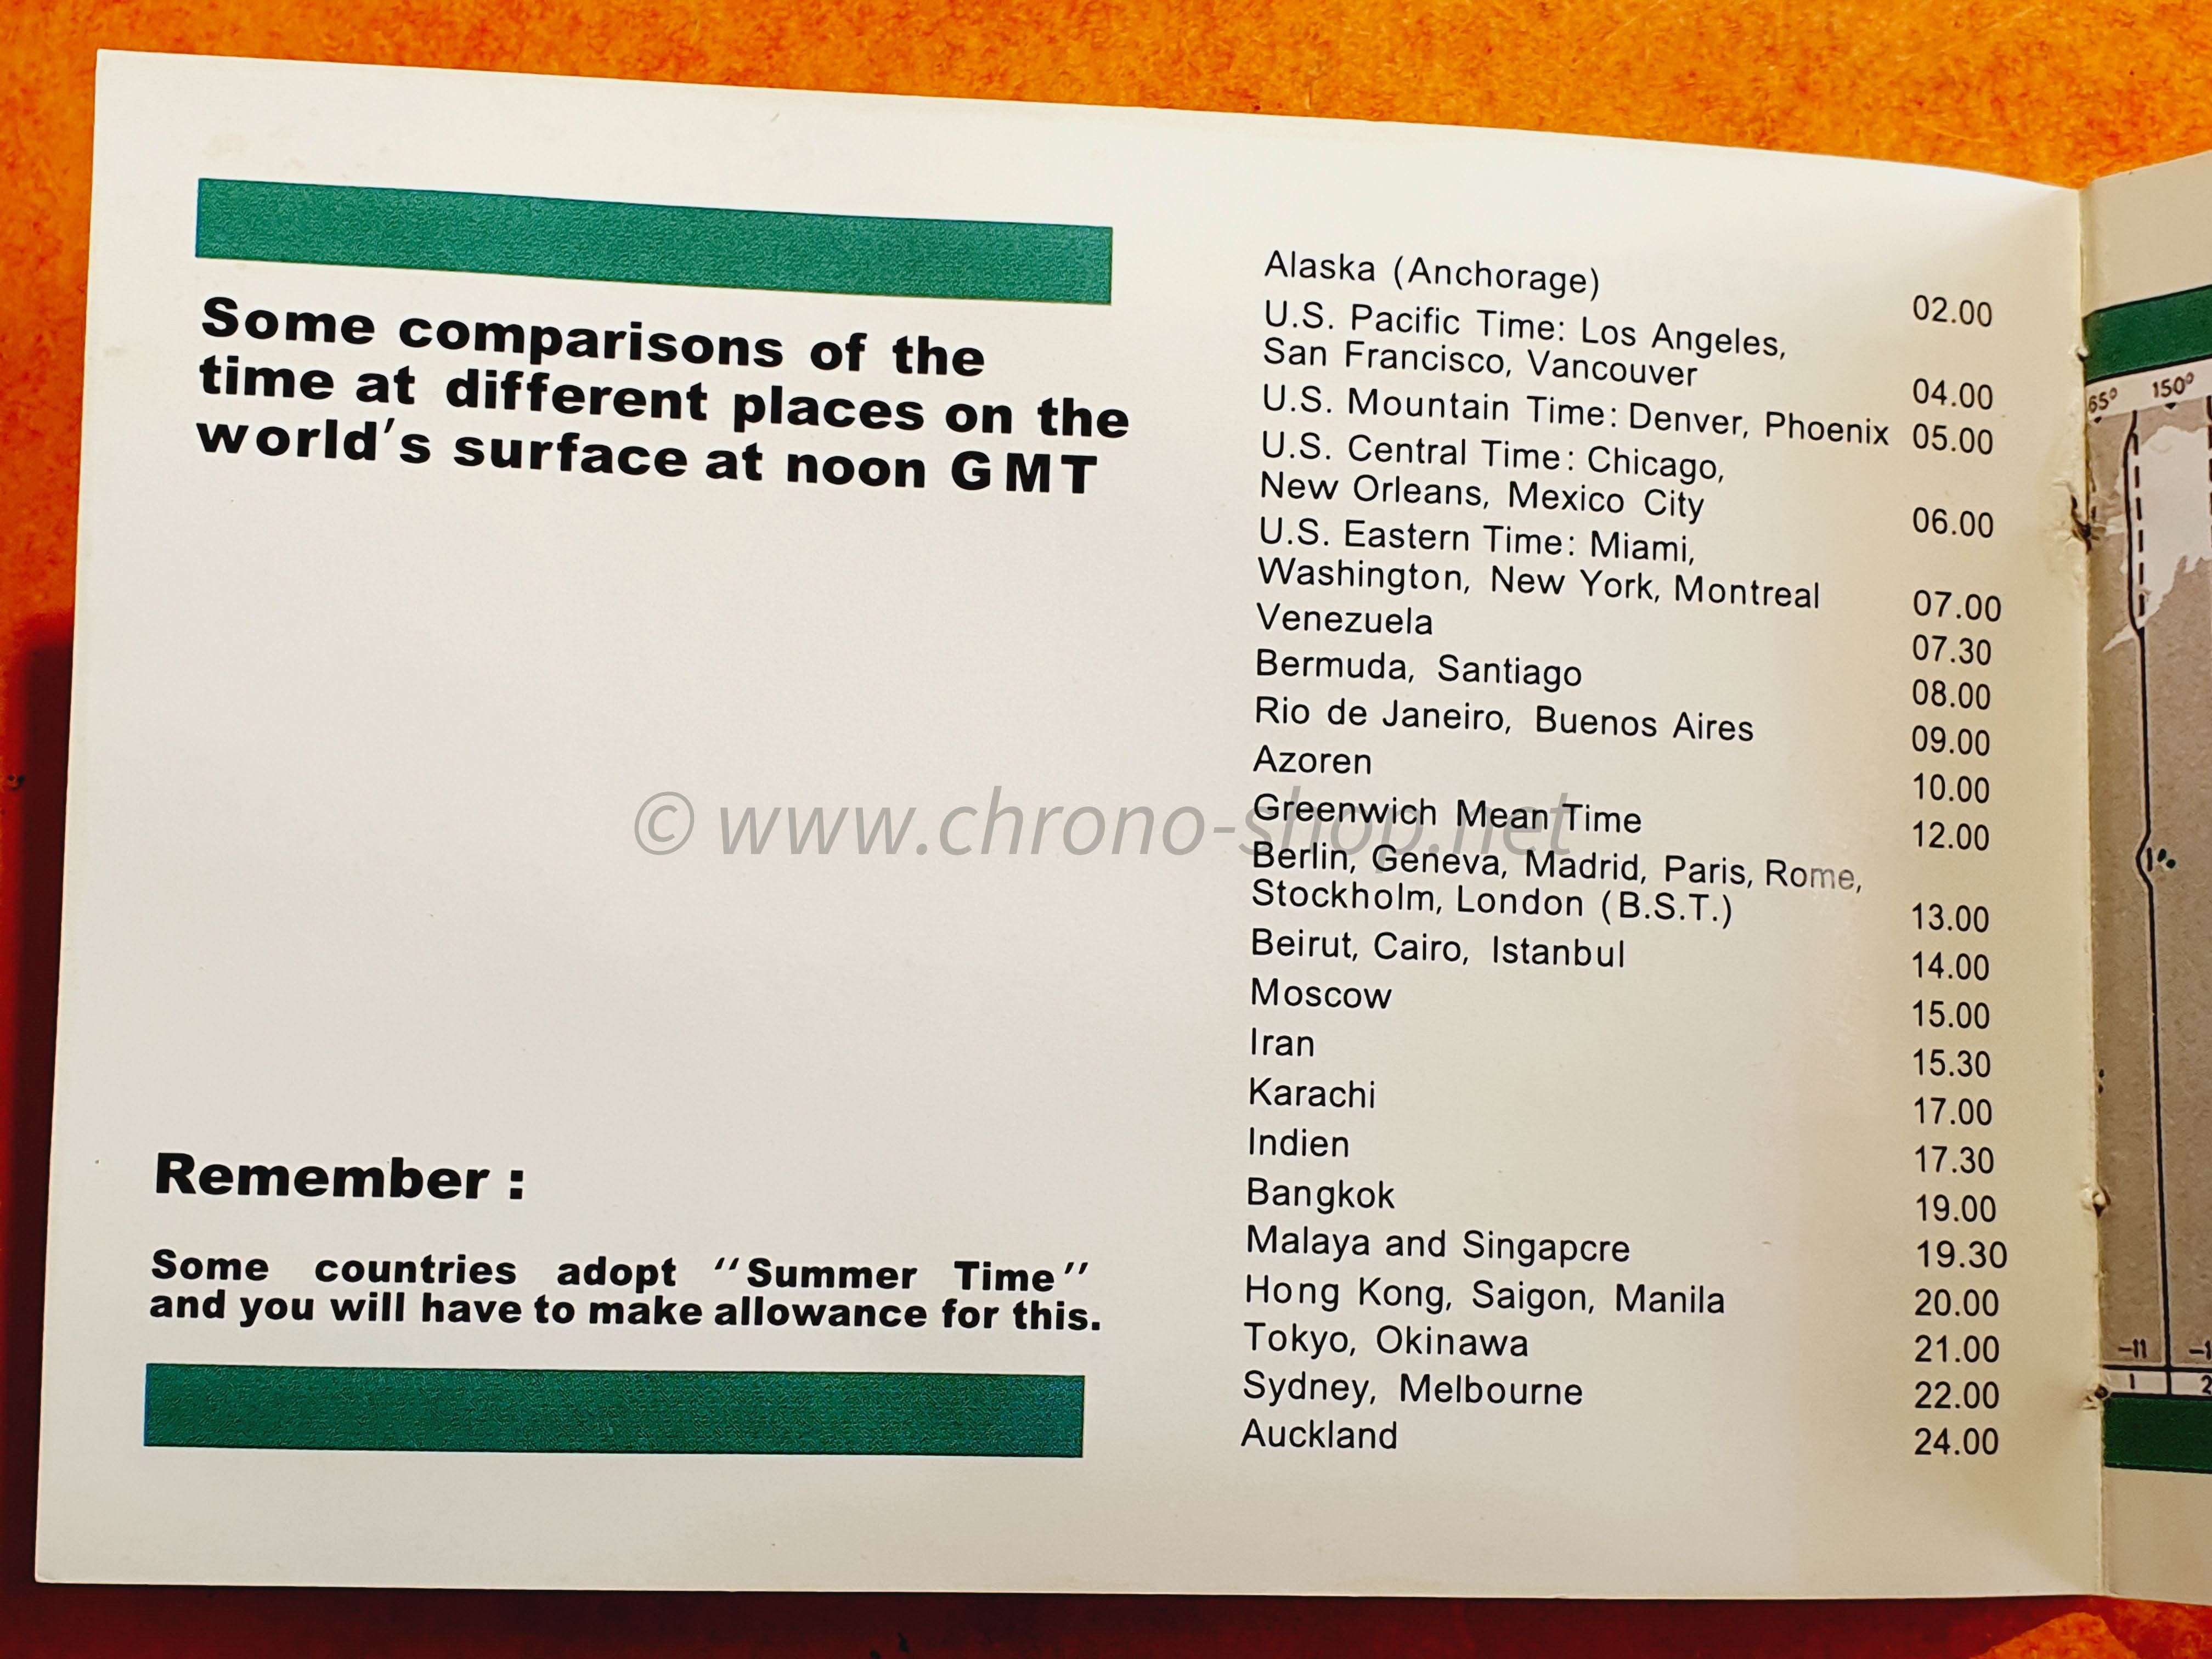 Some comparisons of the
time at different places on the
world's surface at noon GMT
Remember :
Some countries adopt "Summer Time"
and you will have to make allowance for this.
Alaska (Anchorage) 02.00
U.S. Pacific Time: Los Angeles,
San Francisco, Vancouver 04.00
U.S. Mountain Time: Denver, Phoenix 05.00
U.S. Central Time: Chicago,
New Orleans, Mexico City 06.00
U.S. Eastern Time: Miami,
Washington, New York, Montreal 07.00
Venezuela 07.30
Bermuda, Santiago 08.00
Rio de Janeiro, Buenos Aires 09.00
Azoren 10.00
Greenwich Mean Time 12.00
Berlin, Geneva, Madrid, Paris, Rome,
Stockholm, London (B.S.T.) 13.00
Beirut, Cairo, Istanbul 14.00
Moscow 15.00
Iran 15.30
Karachi 17.00
Indien 17.30
Bangkok 19.00
Malaya and Singapcre 19.30
Hong Kong, Saigon, Manila 20.00
Tokyo, Okinawa 21.00
Sydney, Melbourne 22.00
Auckland 24.00
© www.chrono-shop.net
65° 150°
-11
1 2